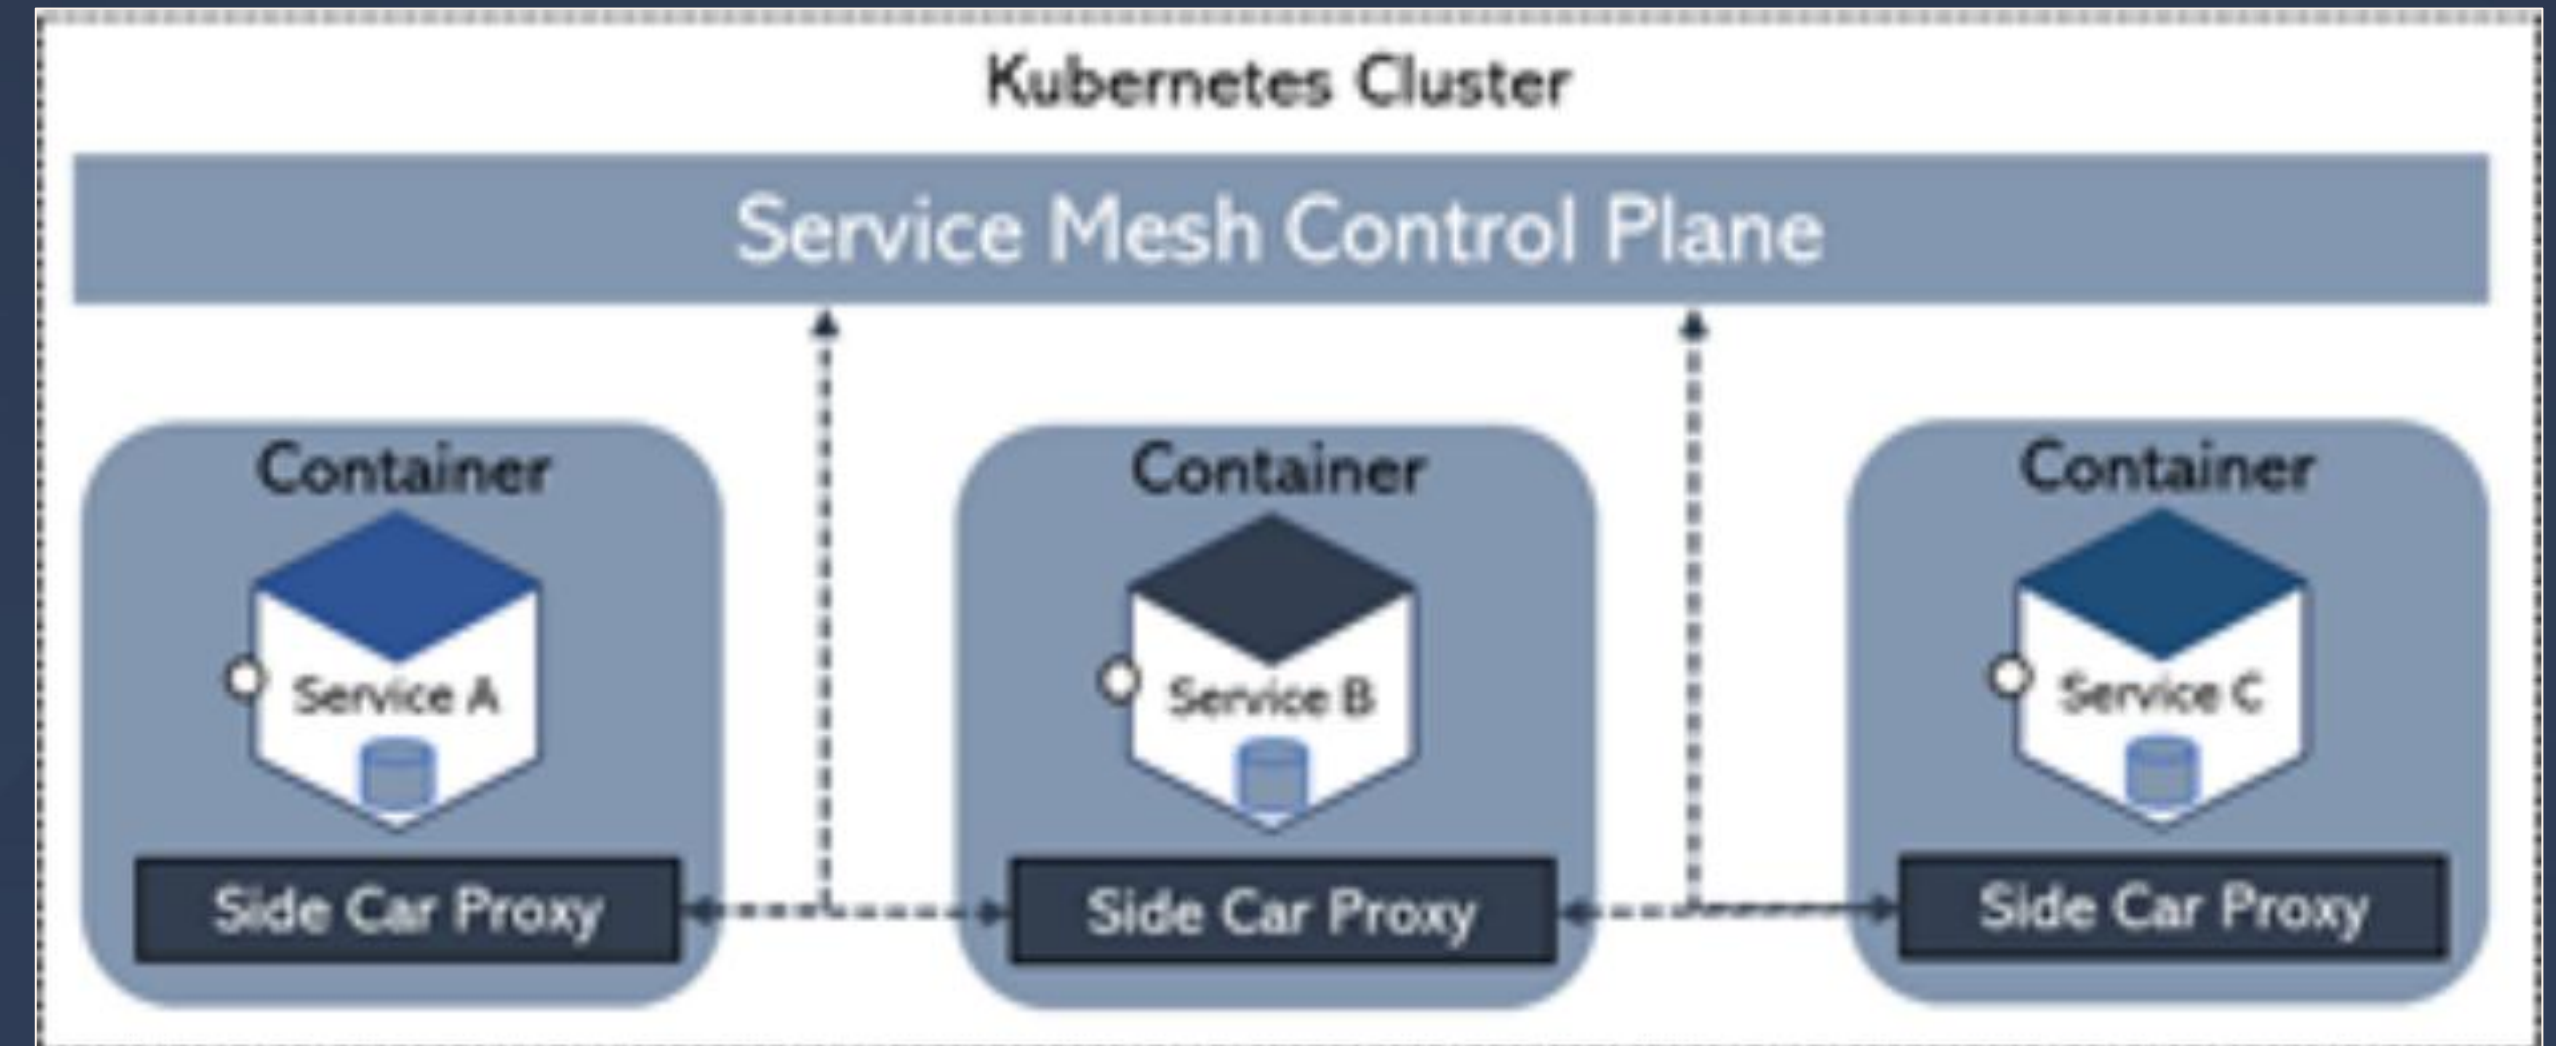 Kubernetes Cluster
Service Mesh Control Plane
Container
Service A
Side Car Proxy
Container
Service B
Side Car Proxy
Container
Service C
Side Car Proxy